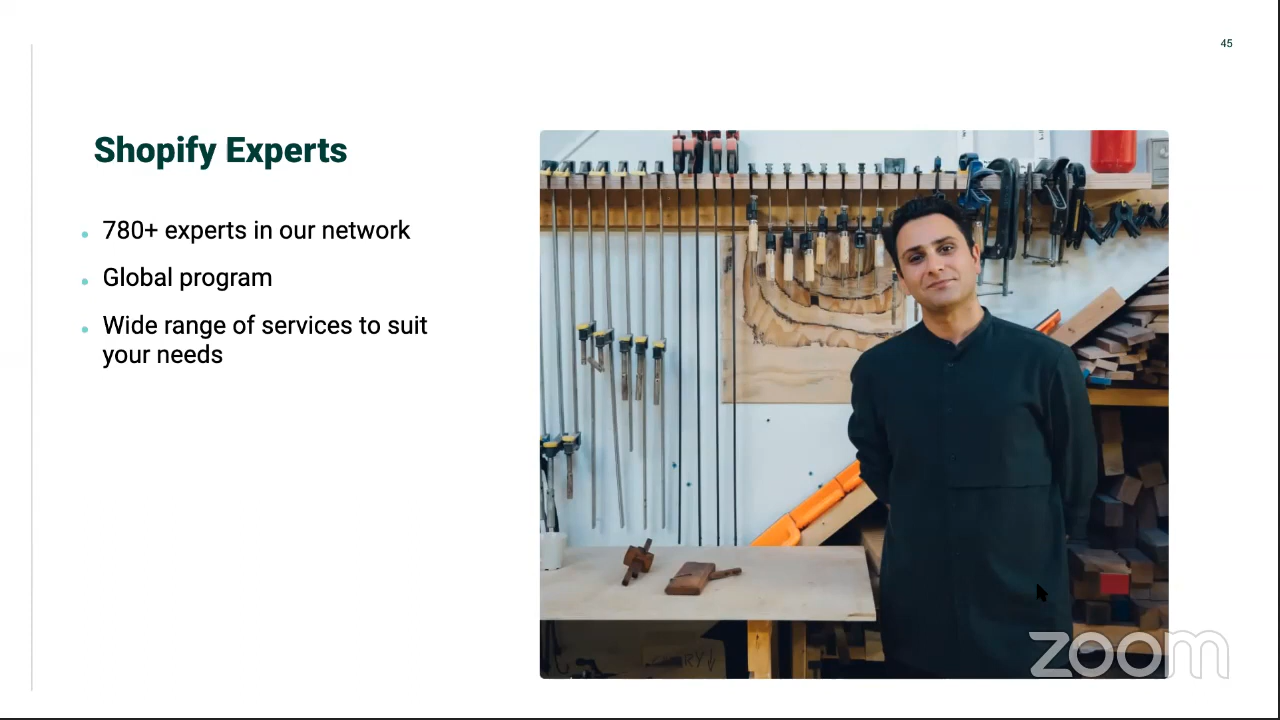 45
Shopify Experts
780+ experts in our network
Global program
Wide range of services to suit
your needs
zoom